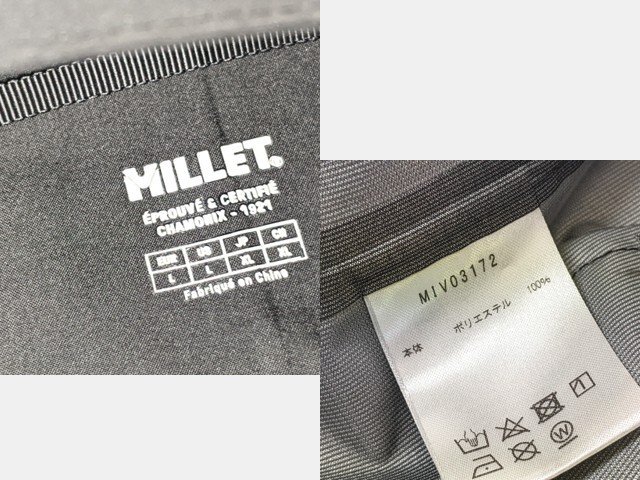 MILLET.
ÉPROUVÉ & CERTIFIÉ
CHAMONIX - 1921
EUR US JP CN
L L XL XL
Fabriqué en Chine
MIV03172
本体 ポリエステル 100%